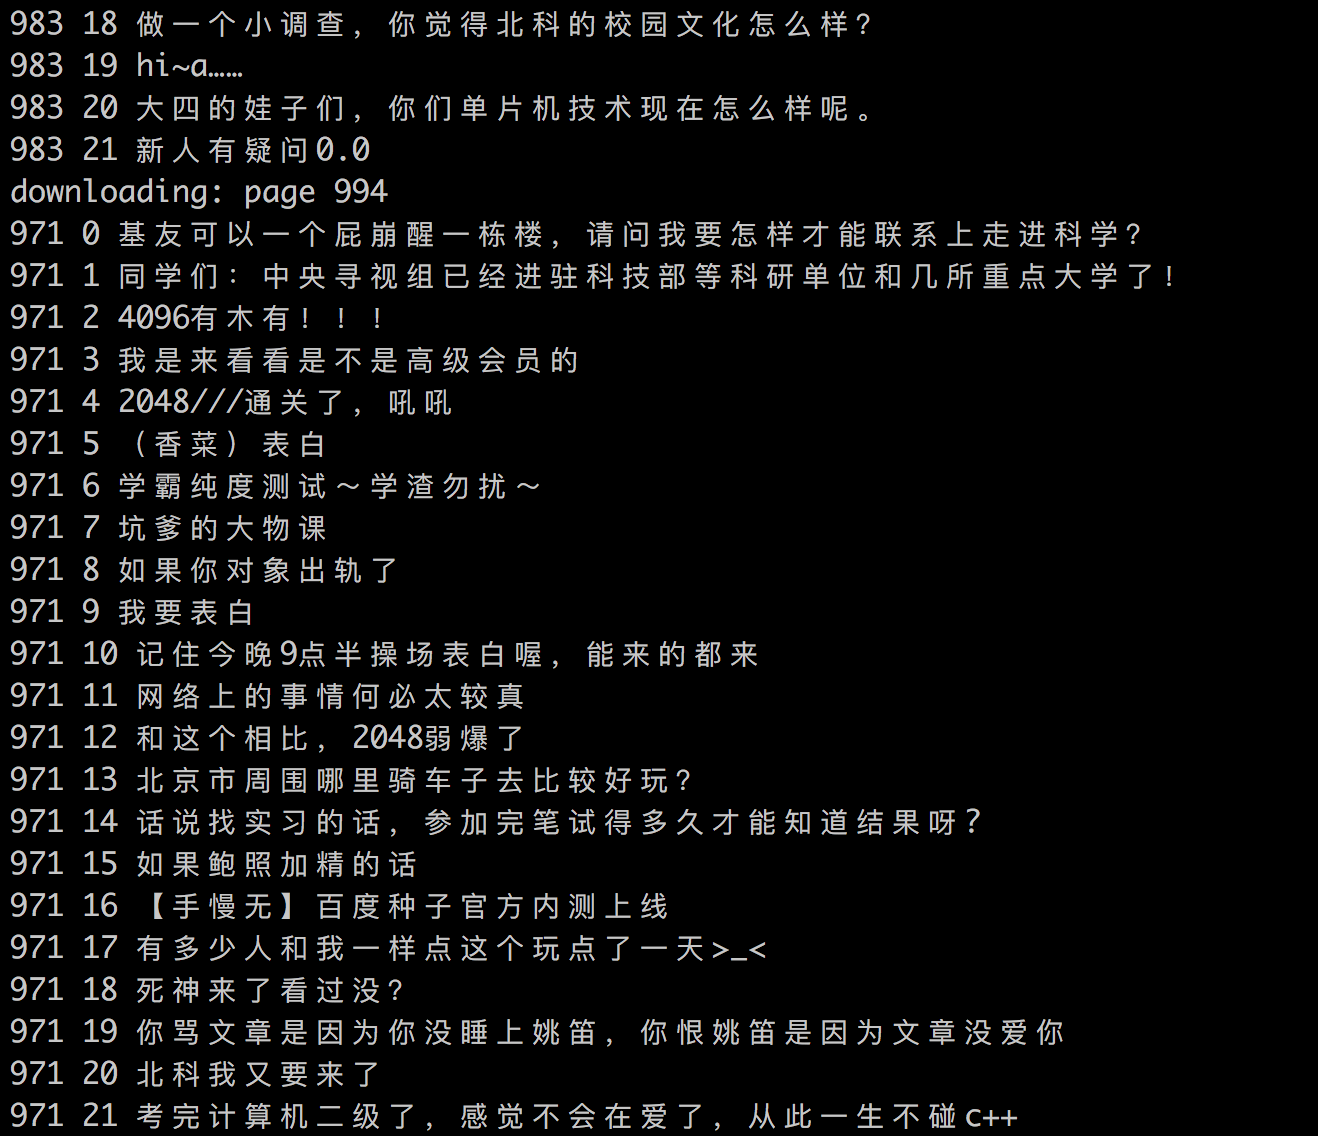 983 18 做一个小调查，你觉得北科的校园文化怎么样？
983 19 hi~a……
983 20 大四的娃子们，你们单片机技术现在怎么样呢。
983 21 新人有疑问0.0
downloading: page 994
971 0 基友可以一个屁崩醒一栋楼，请问我要怎样才能联系上走进科学？
971 1 同学们：中央寻视组已经进驻科技部等科研单位和几所重点大学了！
971 2 4096有木有！！！
971 3 我是来看看是不是高级会员的
971 4 2048///通关了，吼吼
971 5 （香菜）表白
971 6 学霸纯度测试～学渣勿扰～
971 7 坑爹的大物课
971 8 如果你对象出轨了
971 9 我要表白
971 10 记住今晚9点半操场表白喔，能来的都来
971 11 网络上的事情何必太较真
971 12 和这个相比，2048弱爆了
971 13 北京市周围哪里骑车子去比较好玩？
971 14 话说找实习的话，参加完笔试得多久才能知道结果呀？
971 15 如果鲍照加精的话
971 16 【手慢无】百度种子官方内测上线
971 17 有多少人和我一样点这个玩点了一天>_<
971 18 死神来了看过没？
971 19 你骂文章是因为你没睡上姚笛，你恨姚笛是因为文章没爱你
971 20 北科我又要来了
971 21 考完计算机二级了，感觉不会在爱了，从此一生不碰c++